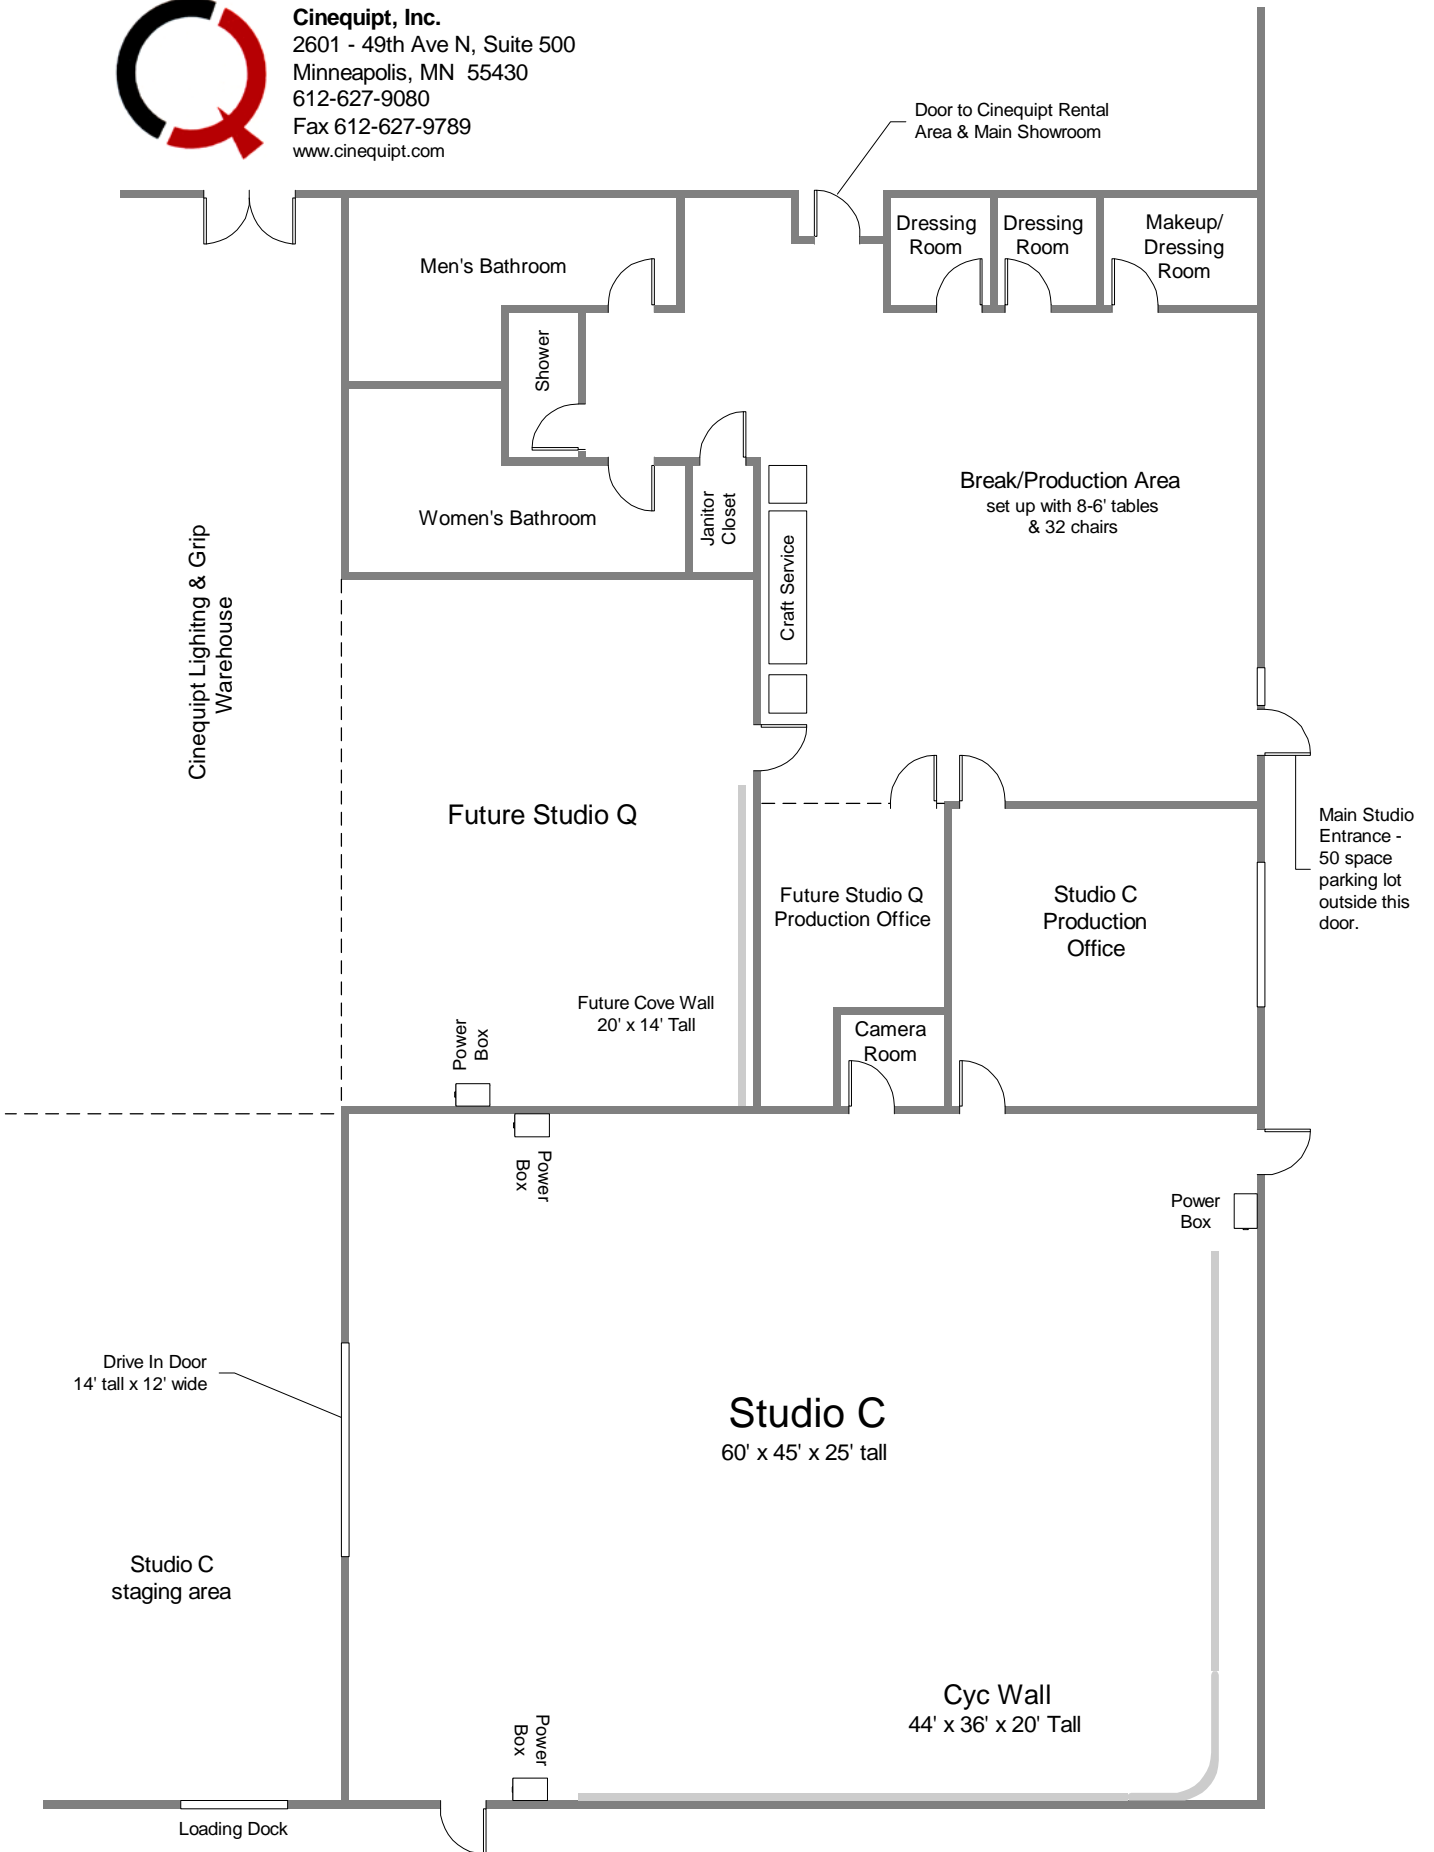 Cinequipt, Inc.
2601 - 49th Ave N, Suite 500
Minneapolis, MN  55430
612-627-9080
Fax 612-627-9789
www.cinequipt.com
Door to Cinequipt Rental
Area & Main Showroom
Men's Bathroom
Dressing
Room
Dressing
Room
Makeup/
Dressing
Room
Shower
Women's Bathroom
Janitor
Closet
Craft Service
Break/Production Area
set up with 8-6' tables
& 32 chairs
Cinequipt Lighitng & Grip
Warehouse
Future Studio Q
Future Cove Wall
20' x 14' Tall
Power
Box
Future Studio Q
Production Office
Camera
Room
Studio C
Production
Office
Main Studio
Entrance -
50 space
parking lot
outside this
door.
Power
Box
Power
Box
Drive In Door
14' tall x 12' wide
Studio C
60' x 45' x 25' tall
Studio C
staging area
Cyc Wall
44' x 36' x 20' Tall
Power
Box
Loading Dock